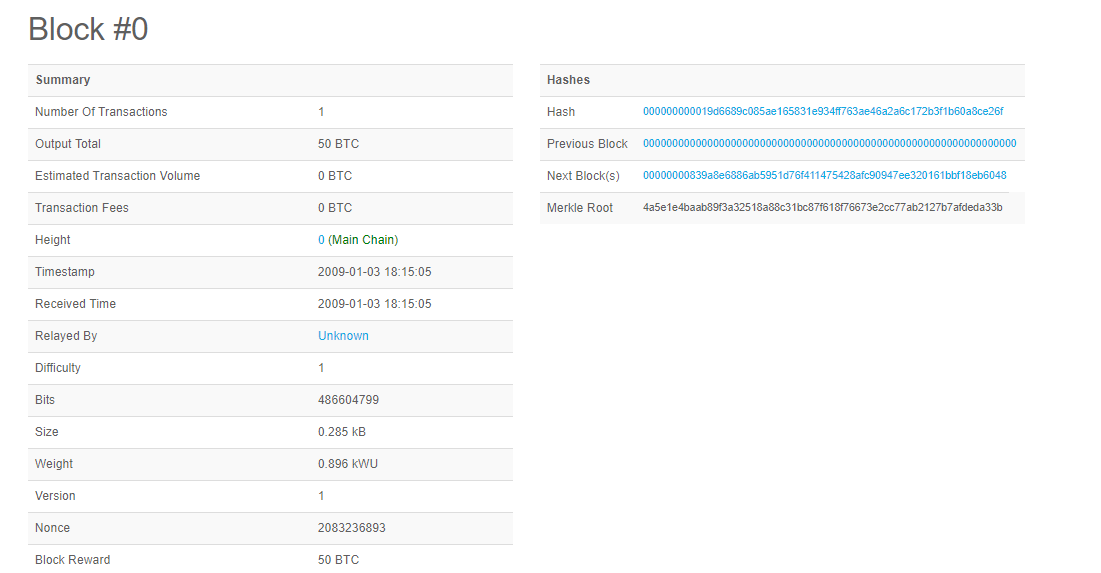 Block #0
Summary
Number Of Transactions 1
Output Total 50 BTC
Estimated Transaction Volume 0 BTC
Transaction Fees 0 BTC
Height 0 (Main Chain)
Timestamp 2009-01-03 18:15:05
Received Time 2009-01-03 18:15:05
Relayed By Unknown
Difficulty 1
Bits 486604799
Size 0.285 kB
Weight 0.896 kWU
Version 1
Nonce 2083236893
Block Reward 50 BTC
Hashes
Hash 000000000019d6689c085ae165831e934ff763ae46a2a6c172b3f1b60a8ce26f
Previous Block 0000000000000000000000000000000000000000000000000000000000000000
Next Block(s) 00000000839a8e6886ab5951d76f411475428afc90947ee320161bbf18eb6048
Merkle Root 4a5e1e4baab89f3a32518a88c31bc87f618f76673e2cc77ab2127b7afdeda33b